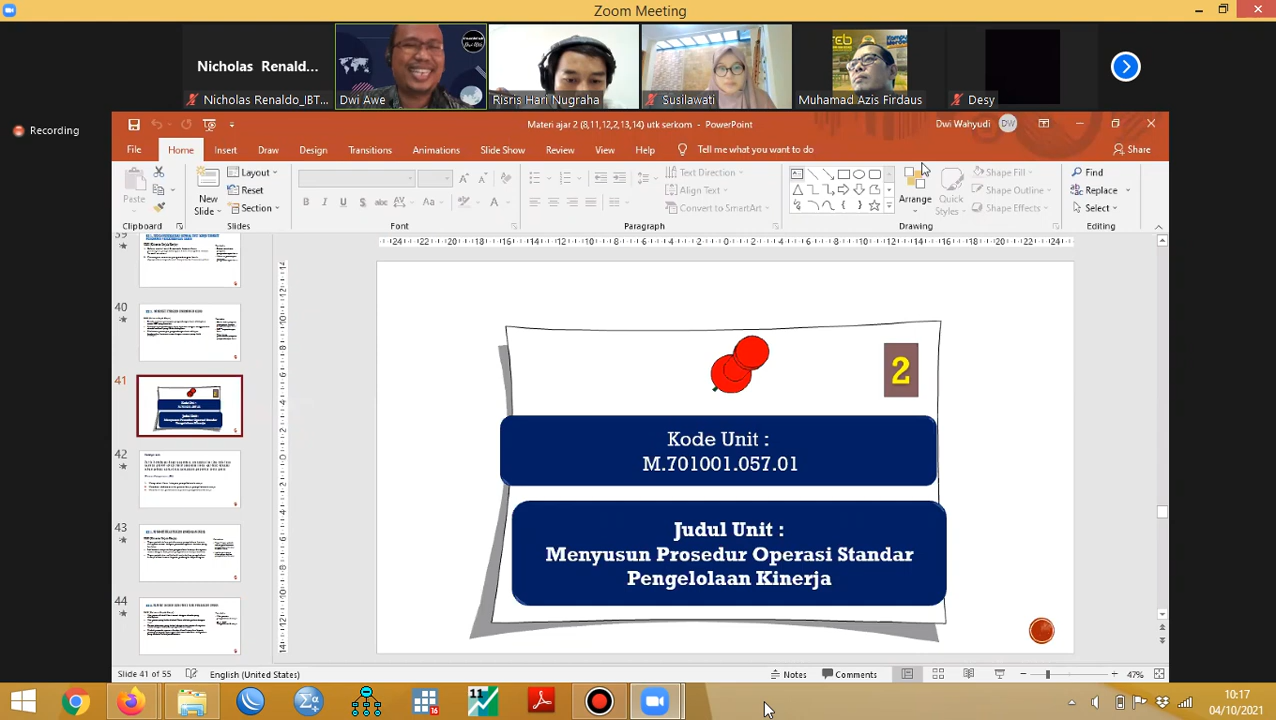 Zoom Meeting
Nicholas Renaldo...
Nicholas Renaldo_IBT...
Dwi Awe
Risris Hari Nugraha
Susilawati
Muhamad Azis Firdaus
Desy
Recording
Materi ajar 2 (8,11,12,2,13,14) utk serkom - PowerPoint
Dwi Wahyudi
DW
File
Home
Insert
Draw
Design
Transitions
Animations
Slide Show
Review
View
Help
Tell me what you want to do
Share
Paste
New
Slide
Layout
Reset
Section
Text Direction
Align Text
Convert to SmartArt
Arrange
Quick
Styles
Shape Fill
Shape Outline
Shape Effects
Find
Replace
Select
Clipboard
Slides
Font
Paragraph
Drawing
Editing
39
40
41
42
43
44
2
Kode Unit :
M.701001.057.01
Judul Unit :
Menyusun Prosedur Operasi Standar
Pengelolaan Kinerja
Slide 41 of 55
English (United States)
Notes
Comments
47%
16
11
10:17
04/10/2021